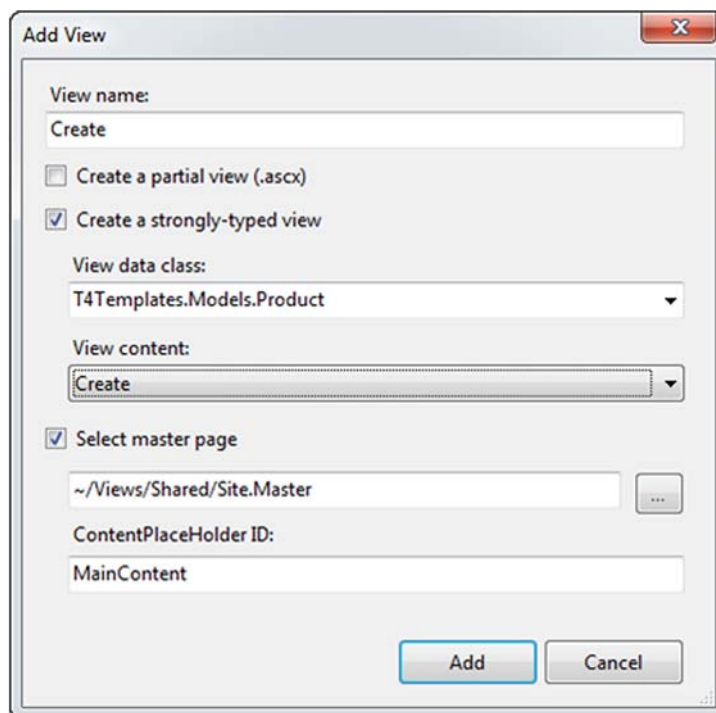 Add View
View name:
Create
Create a partial view (.ascx)
Create a strongly-typed view
View data class:
T4Templates.Models.Product
View content:
Create
Select master page
~/Views/Shared/Site.Master
...
ContentPlaceHolder ID:
MainContent
Add Cancel